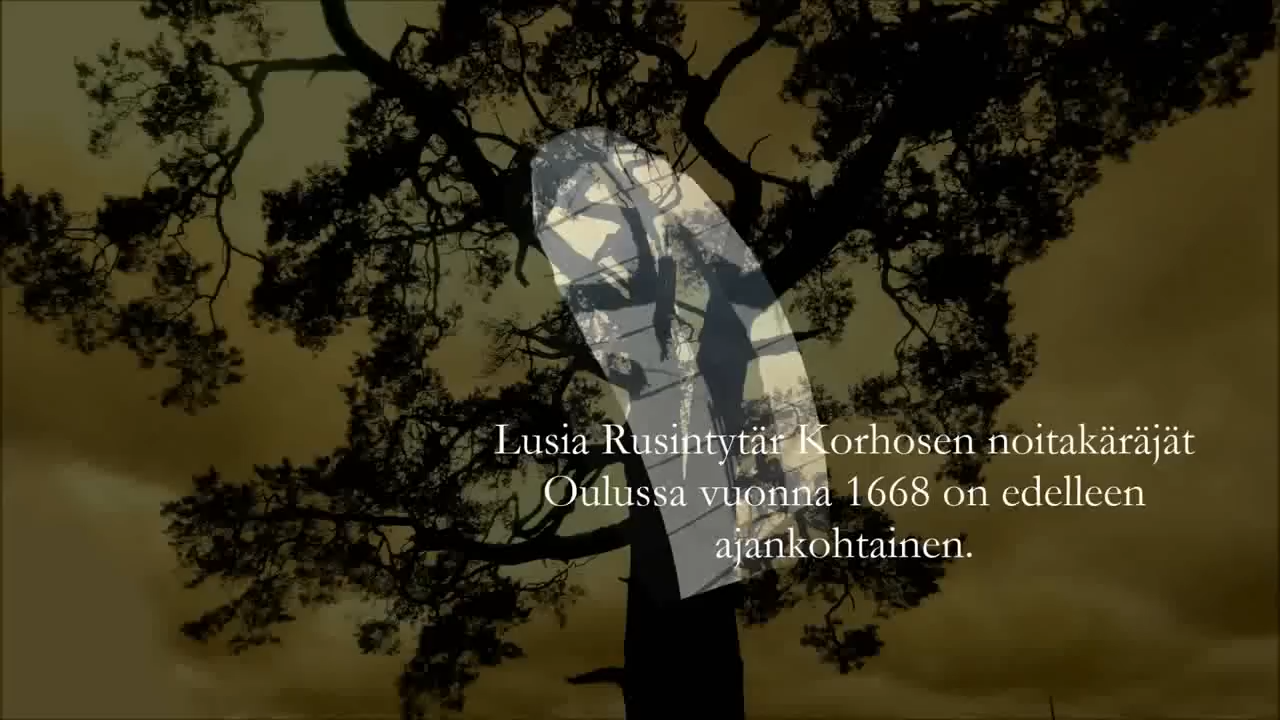 Lusia Rusintytär Korhosen noitakäräjät
Oulussa vuonna 1668 on edelleen
ajankohtainen.